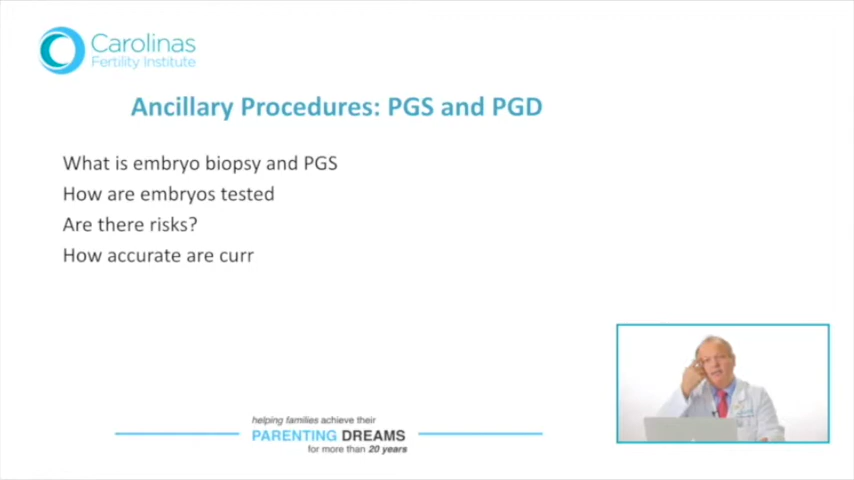 Carolinas
Fertility Institute
Ancillary Procedures: PGS and PGD
What is embryo biopsy and PGS
How are embryos tested
Are there risks?
How accurate are curr
helping families achieve their
PARENTING DREAMS
for more than 20 years